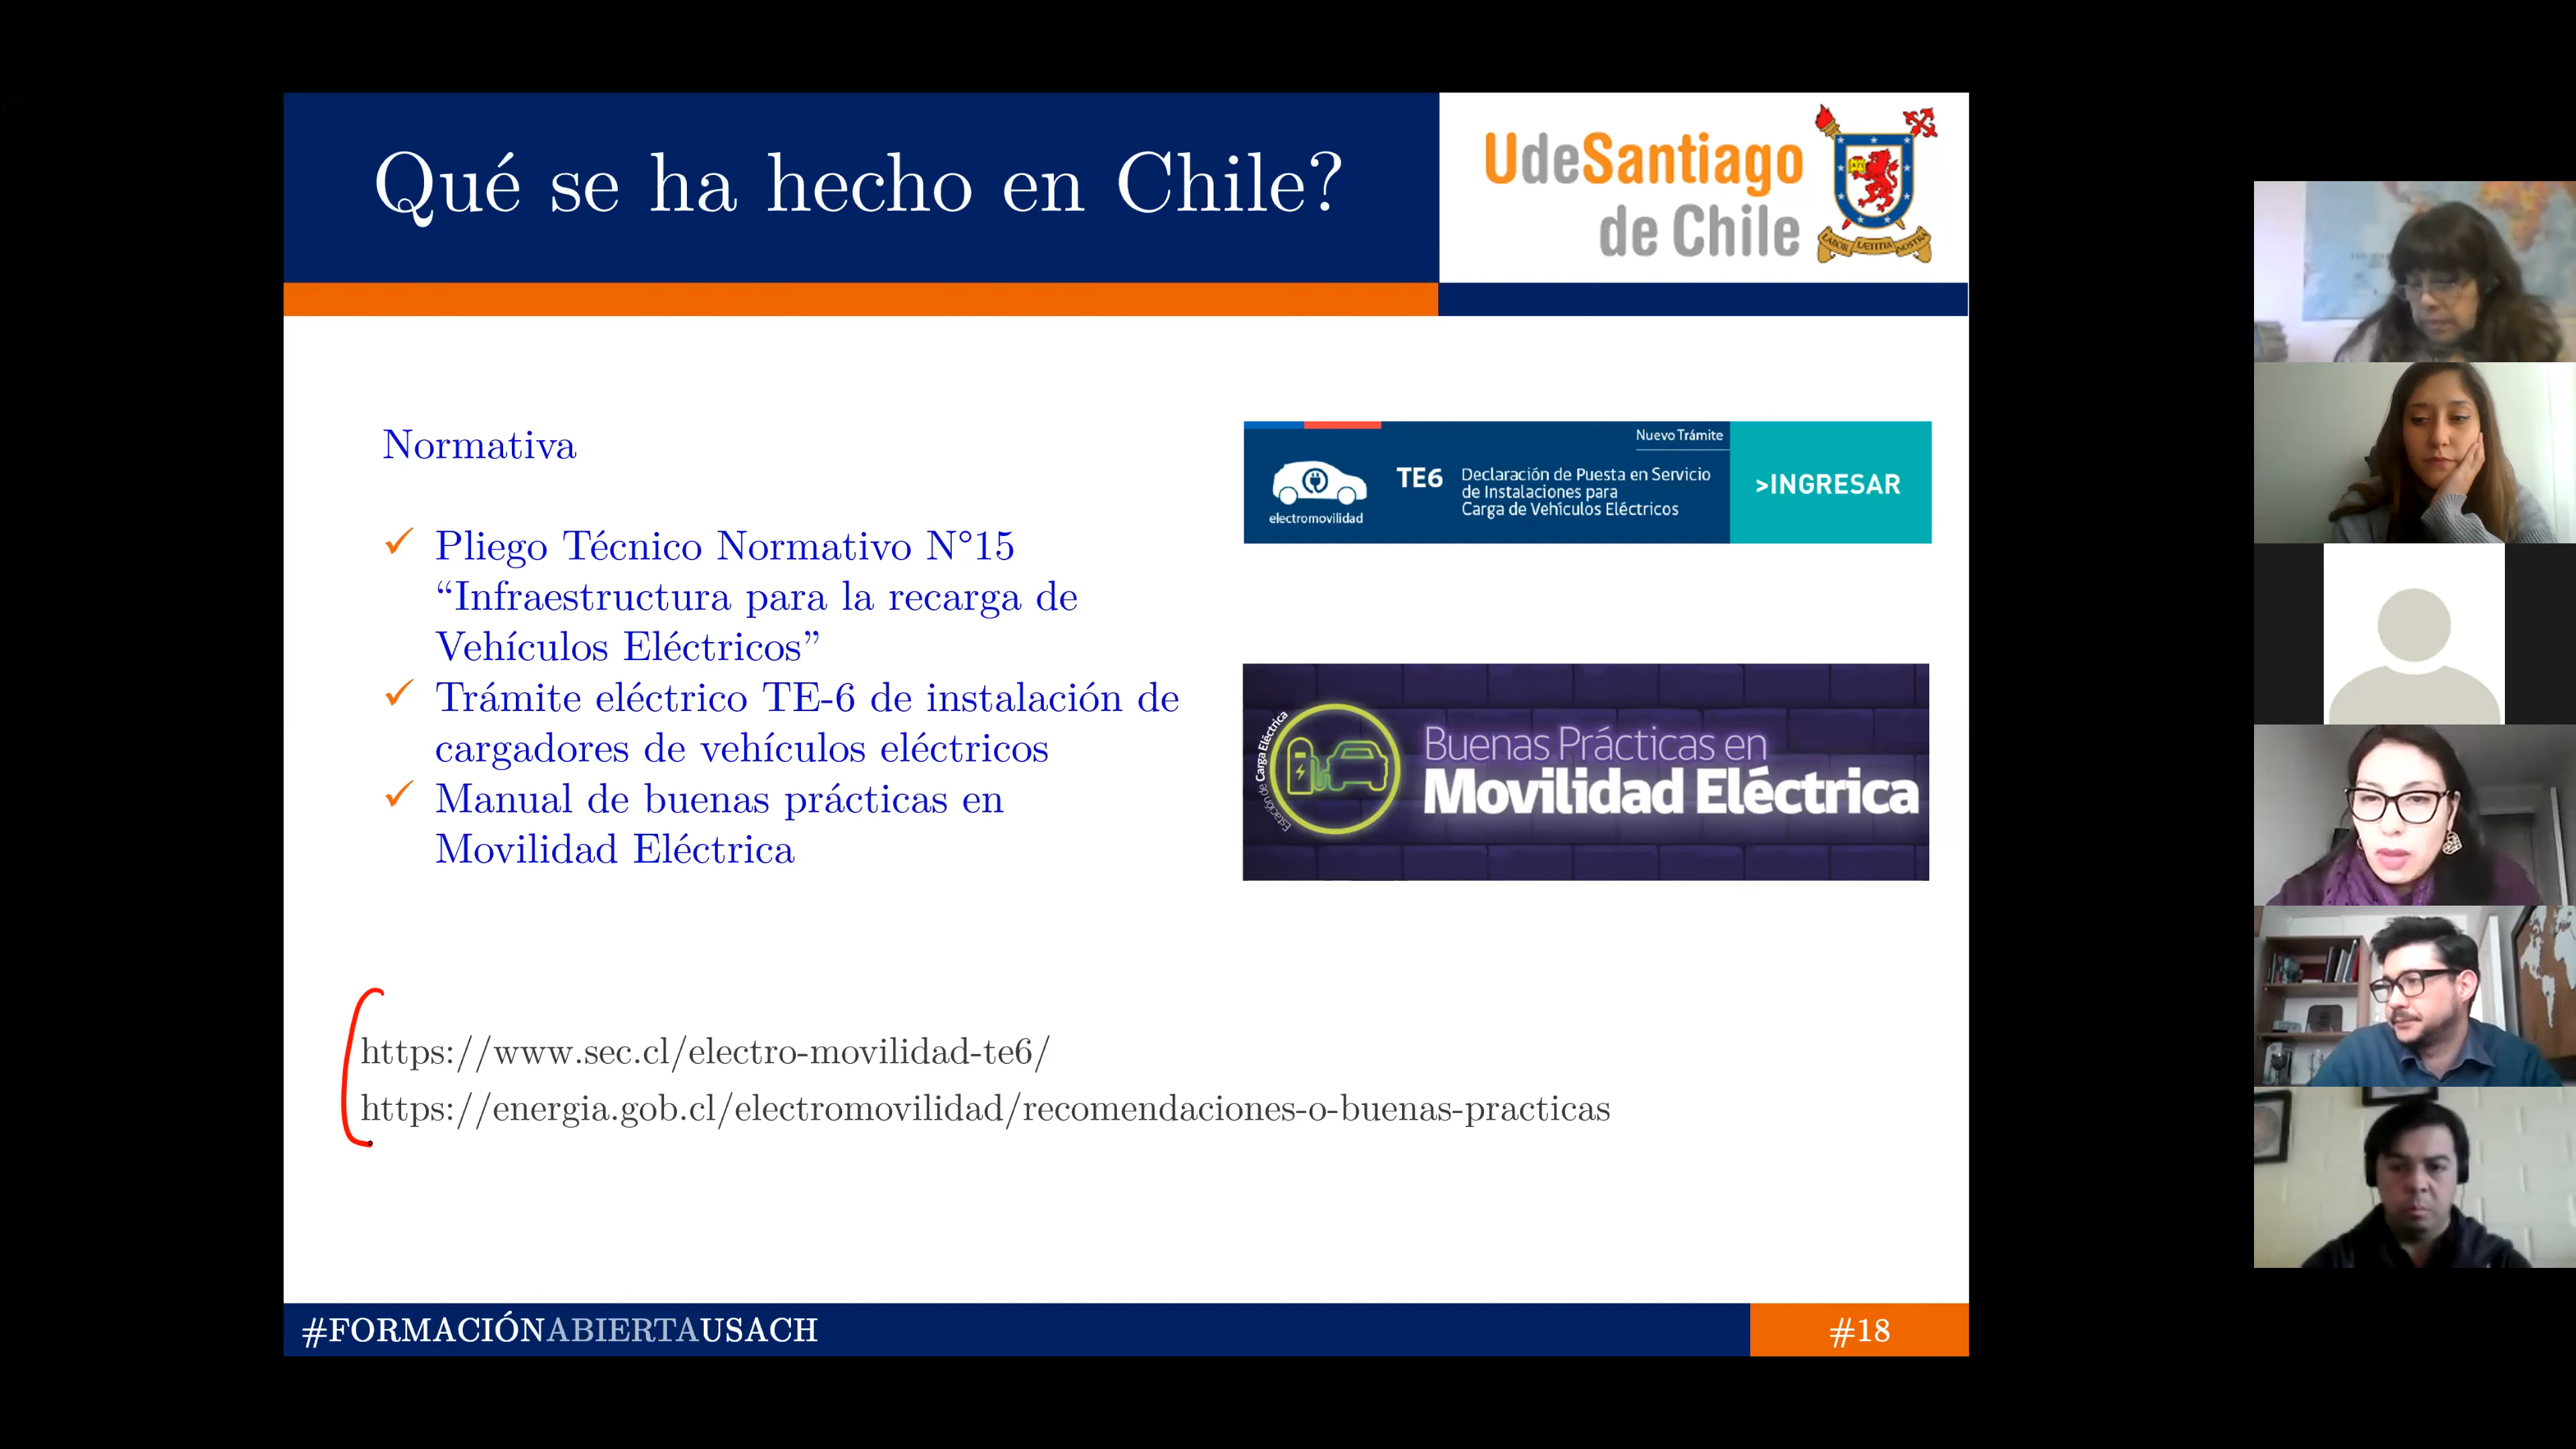 Qué se ha hecho en Chile?
UdeSantiago
de Chile
LABOR LÆTITIA NOSTRA
Normativa
✓ Pliego Técnico Normativo N°15
“Infraestructura para la recarga de
Vehículos Eléctricos”
✓ Trámite eléctrico TE-6 de instalación de
cargadores de vehículos eléctricos
✓ Manual de buenas prácticas en
Movilidad Eléctrica
Nuevo Trámite
electromovilidad
TE6
Declaración de Puesta en Servicio
de Instalaciones para
Carga de Vehículos Eléctricos
>INGRESAR
Estación de Carga Eléctrica
Buenas Prácticas en
Movilidad Eléctrica
https://www.sec.cl/electro-movilidad-te6/
https://energia.gob.cl/electromovilidad/recomendaciones-o-buenas-practicas
#FORMACIÓNABIERTAUSACH
#18